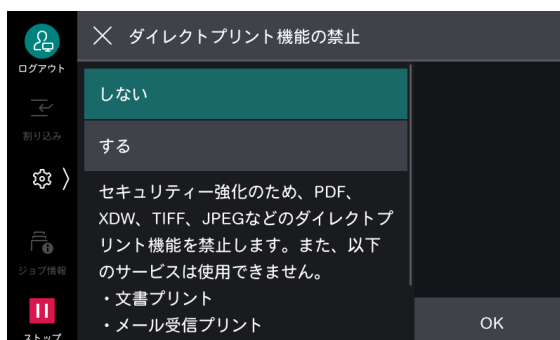 ダイレクトプリント機能の禁止
ログアウト
しない
割り込み
する
セキュリティー強化のため、PDF、
XDW、TIFF、JPEGなどのダイレクトプ
リント機能を禁止します。また、以下
のサービスは使用できません。
ジョブ情報
・文書プリント
・メール受信プリント
OK
ストップ